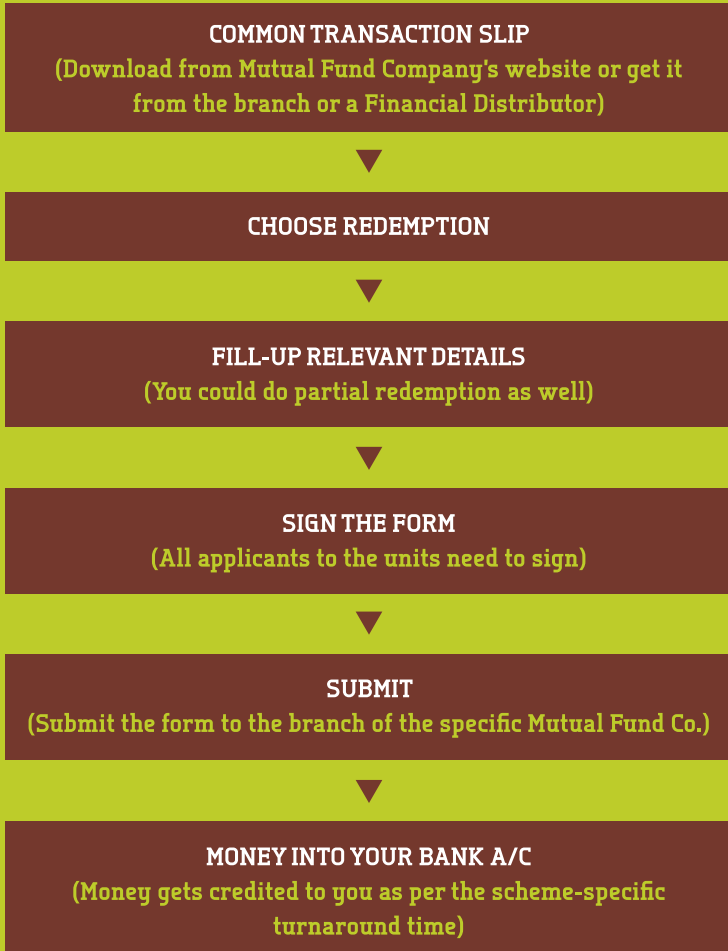 COMMON TRANSACTION SLIP
(Download from Mutual Fund Company's website or get it
from the branch or a Financial Distributor)
CHOOSE REDEMPTION
FILL-UP RELEVANT DETAILS
(You could do partial redemption as well)
SIGN THE FORM
(All applicants to the units need to sign)
SUBMIT
(Submit the form to the branch of the specific Mutual Fund Co.)
MONEY INTO YOUR BANK A/C
(Money gets credited to you as per the scheme-specific
turnaround time)